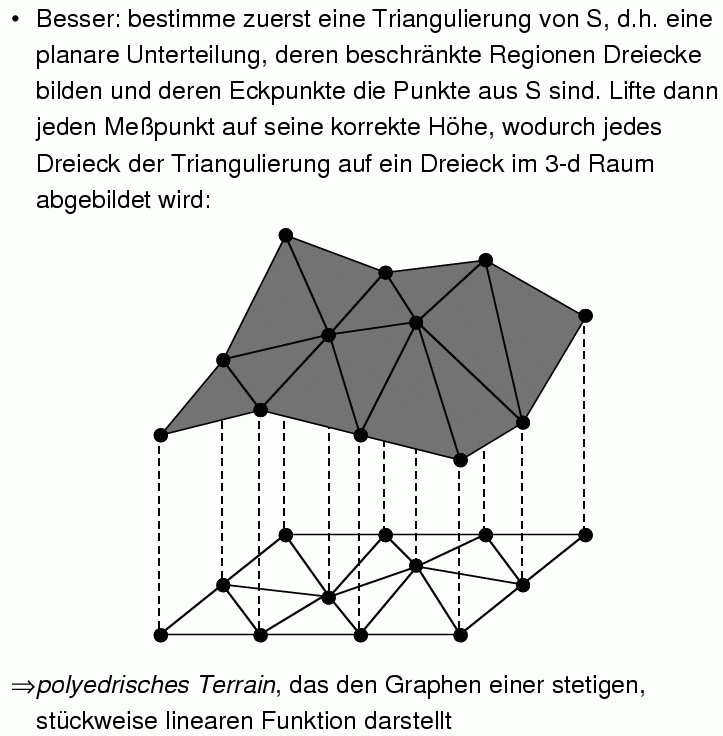 • Besser: bestimme zuerst eine Triangulierung von S, d.h. eine
planare Unterteilung, deren beschränkte Regionen Dreiecke
bilden und deren Eckpunkte die Punkte aus S sind. Lifte dann
jeden Meßpunkt auf seine korrekte Höhe, wodurch jedes
Dreieck der Triangulierung auf ein Dreieck im 3-d Raum
abgebildet wird:
⇒polyedrisches Terrain, das den Graphen einer stetigen,
stückweise linearen Funktion darstellt